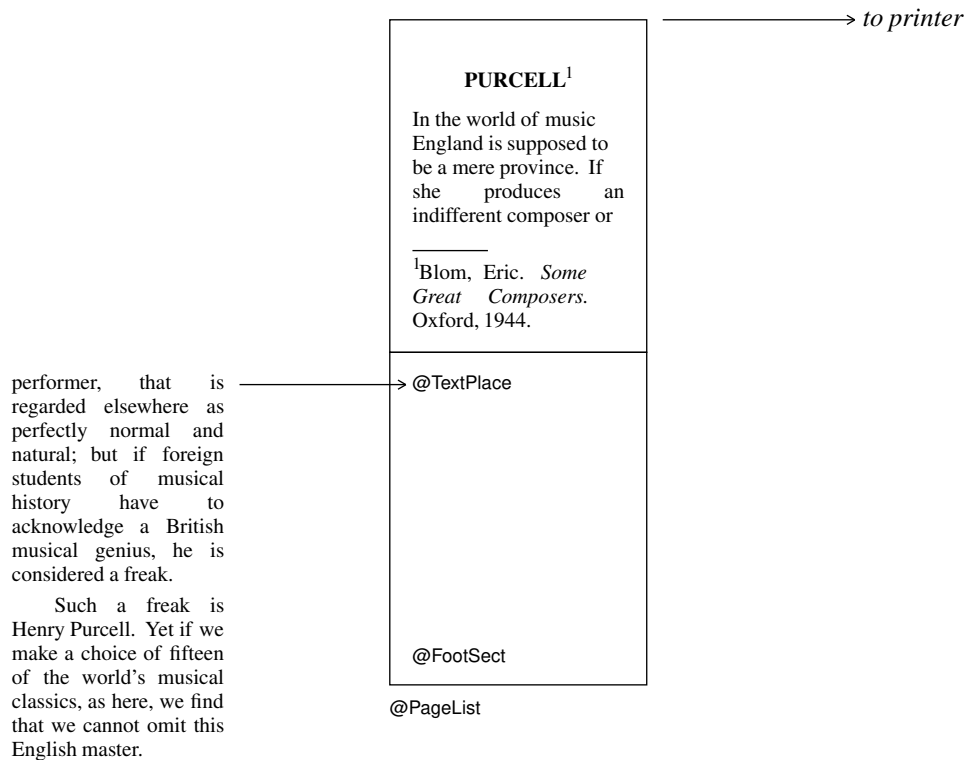 to printer
PURCELL1
In the world of music
England is supposed to
be a mere province. If
she produces an
indifferent composer or
1Blom, Eric. Some
Great Composers.
Oxford, 1944.
performer, that is
regarded elsewhere as
perfectly normal and
natural; but if foreign
students of musical
history have to
acknowledge a British
musical genius, he is
considered a freak.
Such a freak is
Henry Purcell. Yet if we
make a choice of fifteen
of the world's musical
classics, as here, we find
that we cannot omit this
English master.
@TextPlace
@FootSect
@PageList